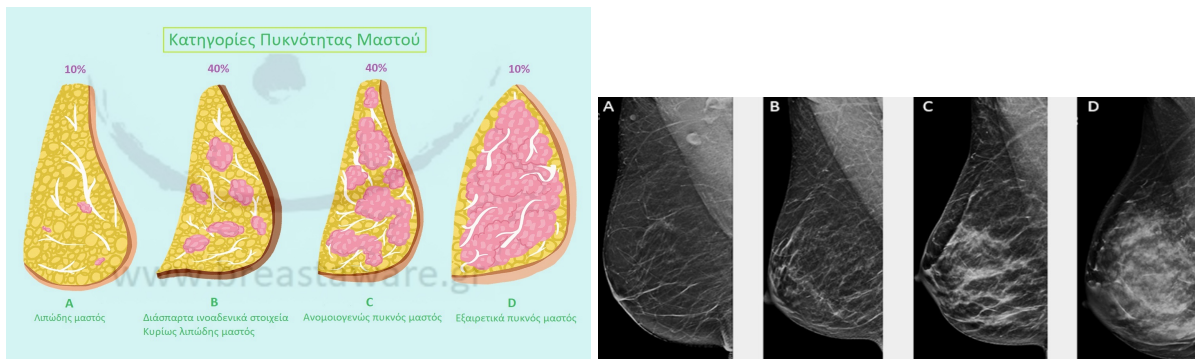 Κατηγορίες Πυκνότητας Μαστού
10% 40% 40% 10%
www.breastaware.gr
A B C D
Λιπώδης μαστός
Διάσπαρτα ινοαδενικά στοιχεία
Κυρίως λιπώδης μαστός
Ανομοιογενώς πυκνός μαστός
Εξαιρετικά πυκνός μαστός
A B C D